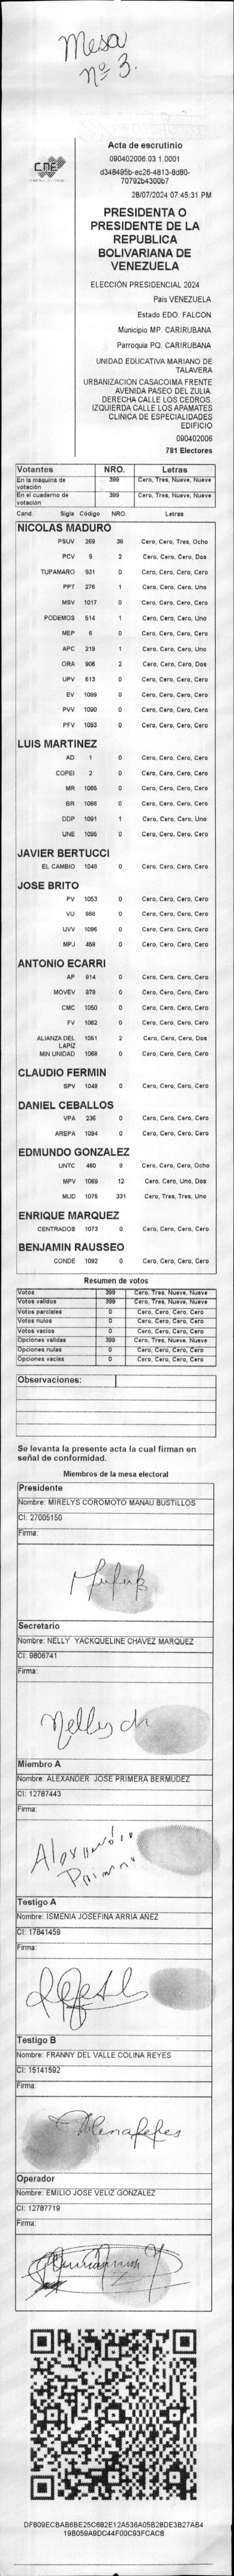 Mesa
nº 3.
CNE
Acta de escrutinio
090402006.03.1.0001
d348495b-ec26-4813-8d80-
70792b4300b7
28/07/2024 07:45:31 PM
PRESIDENTA O
PRESIDENTE DE LA
REPUBLICA
BOLIVARIANA DE
VENEZUELA
ELECCIÓN PRESIDENCIAL 2024
Pais VENEZUELA
Estado EDO. FALCON
Municipio MP. CARIRUBANA
Parroquia PQ. CARIRUBANA
UNIDAD EDUCATIVA MARIANO DE
TALAVERA
URBANIZACION CASACOIMA FRENTE
AVENIDA PASEO DEL ZULIA.
DERECHA CALLE LOS CEDROS.
IZQUIERDA CALLE LOS APAMATES
CLINICA DE ESPECIALIDADES
EDIFICIO
090402006
781 Electores
Votantes NRO. Letras
En la máquina de votación 399 Cero, Tres, Nueve, Nueve
En el cuaderno de votación 399 Cero, Tres, Nueve, Nueve
Cand. Sigla Código NRO. Letras
NICOLAS MADURO
PSUV 269 38 Cero, Cero, Tres, Ocho
PCV 9 2 Cero, Cero, Cero, Dos
TUPAMARO 931 0 Cero, Cero, Cero, Cero
PPT 276 1 Cero, Cero, Cero, Uno
MSV 1017 0 Cero, Cero, Cero, Cero
PODEMOS 514 1 Cero, Cero, Cero, Uno
MEP 6 0 Cero, Cero, Cero, Cero
APC 219 1 Cero, Cero, Cero, Uno
ORA 906 2 Cero, Cero, Cero, Dos
UPV 513 0 Cero, Cero, Cero, Cero
EV 1089 0 Cero, Cero, Cero, Cero
PVV 1090 0 Cero, Cero, Cero, Cero
PFV 1093 0 Cero, Cero, Cero, Cero
LUIS MARTINEZ
AD 1 0 Cero, Cero, Cero, Cero
COPEI 2 0 Cero, Cero, Cero, Cero
MR 1065 0 Cero, Cero, Cero, Cero
BR 1066 0 Cero, Cero, Cero, Cero
DDP 1091 1 Cero, Cero, Cero, Uno
UNE 1095 0 Cero, Cero, Cero, Cero
JAVIER BERTUCCI
EL CAMBIO 1049 0 Cero, Cero, Cero, Cero
JOSE BRITO
PV 1053 0 Cero, Cero, Cero, Cero
VU 968 0 Cero, Cero, Cero, Cero
UVV 1096 0 Cero, Cero, Cero, Cero
MPJ 458 0 Cero, Cero, Cero, Cero
ANTONIO ECARRI
AP 914 0 Cero, Cero, Cero, Cero
MOVEV 979 0 Cero, Cero, Cero, Cero
CMC 1050 0 Cero, Cero, Cero, Cero
FV 1062 0 Cero, Cero, Cero, Cero
ALIANZA DEL LAPIZ 1051 2 Cero, Cero, Cero, Dos
MIN UNIDAD 1068 0 Cero, Cero, Cero, Cero
CLAUDIO FERMIN
SPV 1048 0 Cero, Cero, Cero, Cero
DANIEL CEBALLOS
VPA 236 0 Cero, Cero, Cero, Cero
AREPA 1094 0 Cero, Cero, Cero, Cero
EDMUNDO GONZALEZ
UNTC 460 8 Cero, Cero, Cero, Ocho
MPV 1069 12 Cero, Cero, Uno, Dos
MUD 1075 331 Cero, Tres, Tres, Uno
ENRIQUE MARQUEZ
CENTRADOS 1073 0 Cero, Cero, Cero, Cero
BENJAMIN RAUSSEO
CONDE 1092 0 Cero, Cero, Cero, Cero
Resumen de votos
Votos 399 Cero, Tres, Nueve, Nueve
Votos validos 399 Cero, Tres, Nueve, Nueve
Votos parciales 0 Cero, Cero, Cero, Cero
Votos nulos 0 Cero, Cero, Cero, Cero
Votos vacios 0 Cero, Cero, Cero, Cero
Opciones validas 399 Cero, Tres, Nueve, Nueve
Opciones nulas 0 Cero, Cero, Cero, Cero
Opciones vacias 0 Cero, Cero, Cero, Cero
Observaciones:
Se levanta la presente acta la cual firman en
señal de conformidad.
Miembros de la mesa electoral
Presidente
Nombre: MIRELYS COROMOTO MANAU BUSTILLOS
CI: 27005150
Firma:
Secretario
Nombre: NELLY YACKQUELINE CHAVEZ MARQUEZ
CI: 9806741
Firma:
Nelly ch
Miembro A
Nombre: ALEXANDER JOSE PRIMERA BERMUDEZ
CI: 12787443
Firma:
Alexander
Primera
Testigo A
Nombre: ISMENIA JOSEFINA ARRIA AÑEZ
CI: 17841459
Firma:
Testigo B
Nombre: FRANNY DEL VALLE COLINA REYES
CI: 15141592
Firma:
Operador
Nombre: EMILIO JOSE VELIZ GONZALEZ
CI: 12787719
Firma:
DF809ECBAB6BE25C682E12A536A05B28DE3B27AB4
19B059A9DC44F00C93FCAC8